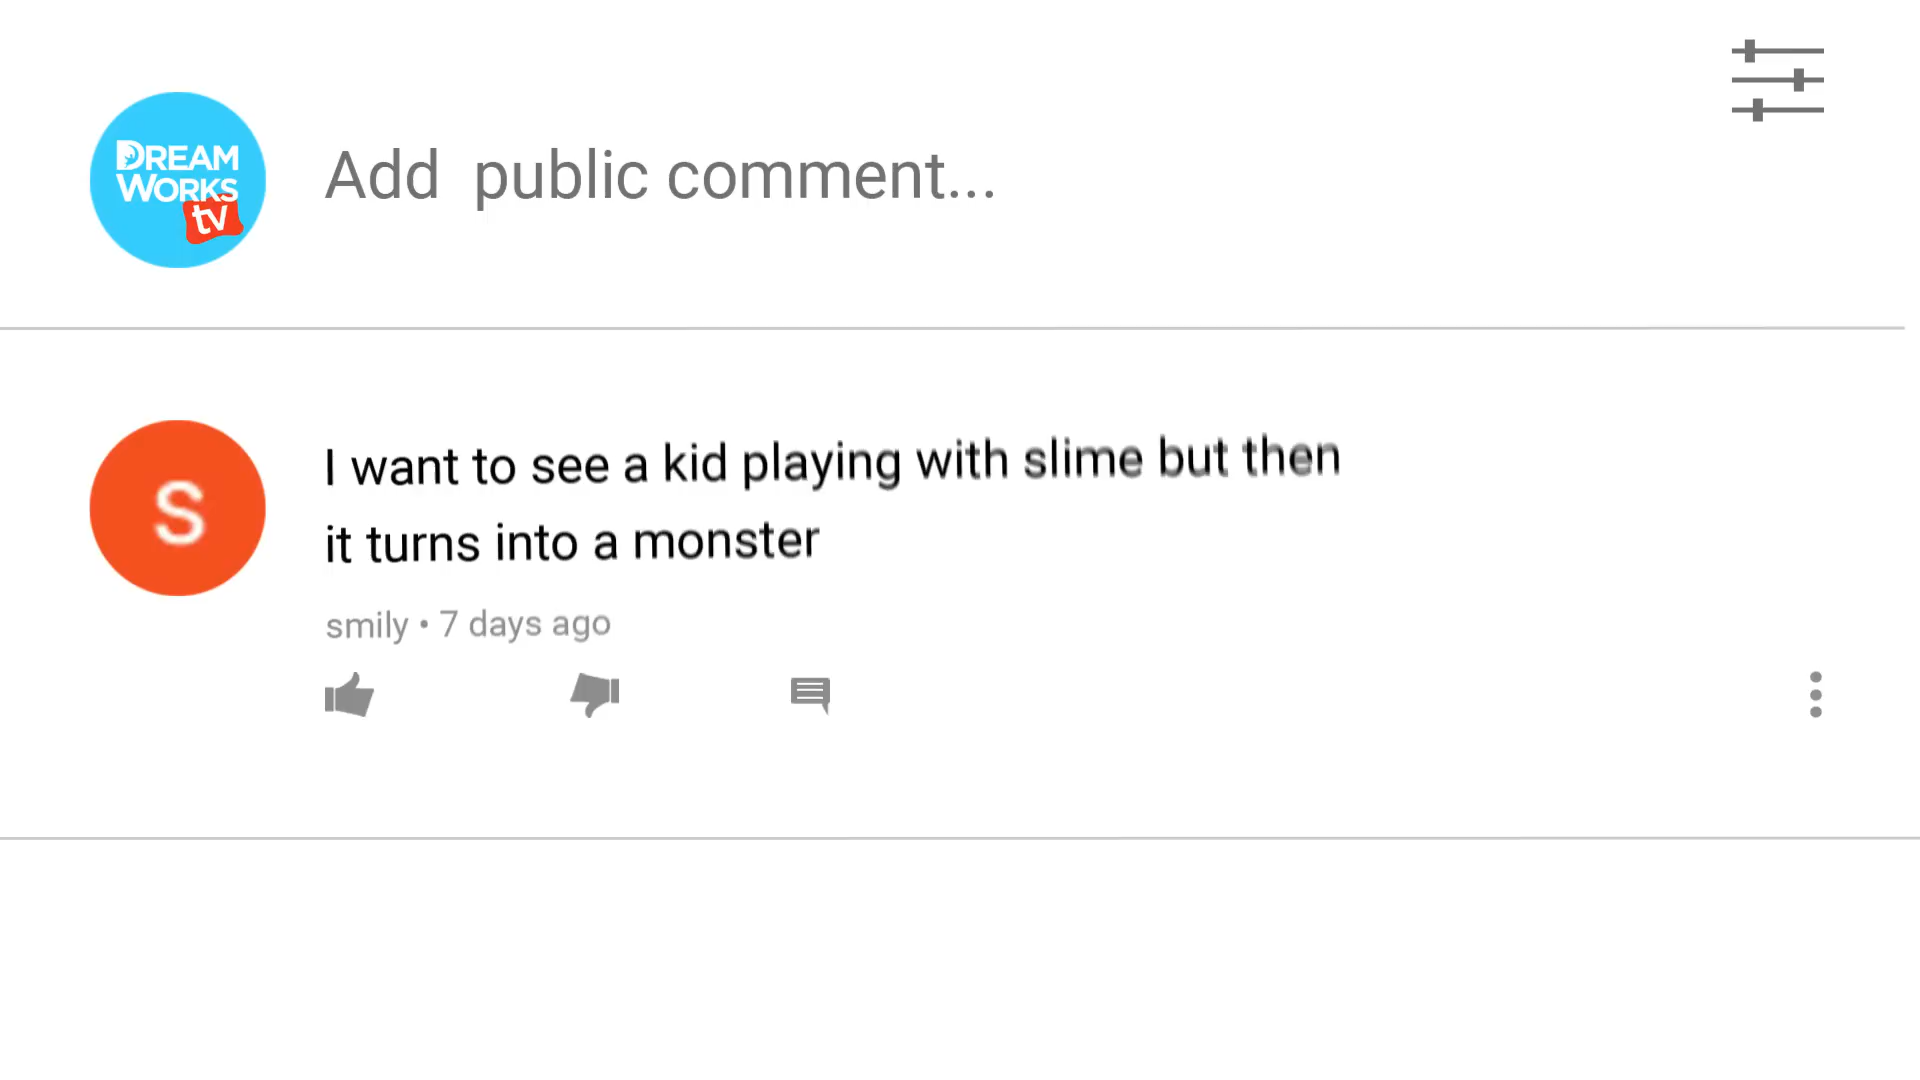 DREAM
WORKS
tv
Add public comment...
S
I want to see a kid playing with slime but then
it turns into a monster
smily • 7 days ago